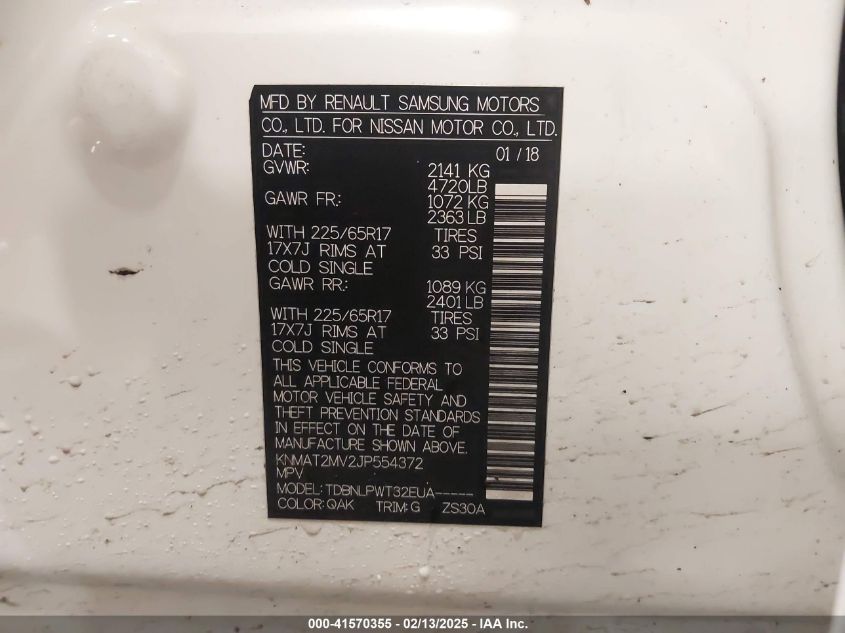 MFD BY RENAULT SAMSUNG MOTORS
CO., LTD. FOR NISSAN MOTOR CO., LTD.
DATE: 01 / 18
GVWR: 2141 KG
4720LB
GAWR FR: 1072 KG
2363 LB
WITH 225/65R17 TIRES
17X7J RIMS AT 33 PSI
COLD SINGLE
GAWR RR: 1089 KG
2401 LB
WITH 225/65R17 TIRES
17X7J RIMS AT 33 PSI
COLD SINGLE
THIS VEHICLE CONFORMS TO
ALL APPLICABLE FEDERAL
MOTOR VEHICLE SAFETY AND
THEFT PREVENTION STANDARDS
IN EFFECT ON THE DATE OF
MANUFACTURE SHOWN ABOVE.
KNMAT2MV2JP554372
MPV
MODEL: TDBNLPWT32EUA-----
COLOR: QAK TRIM: G ZS30A
000-41570355 - 02/13/2025 - IAA Inc.